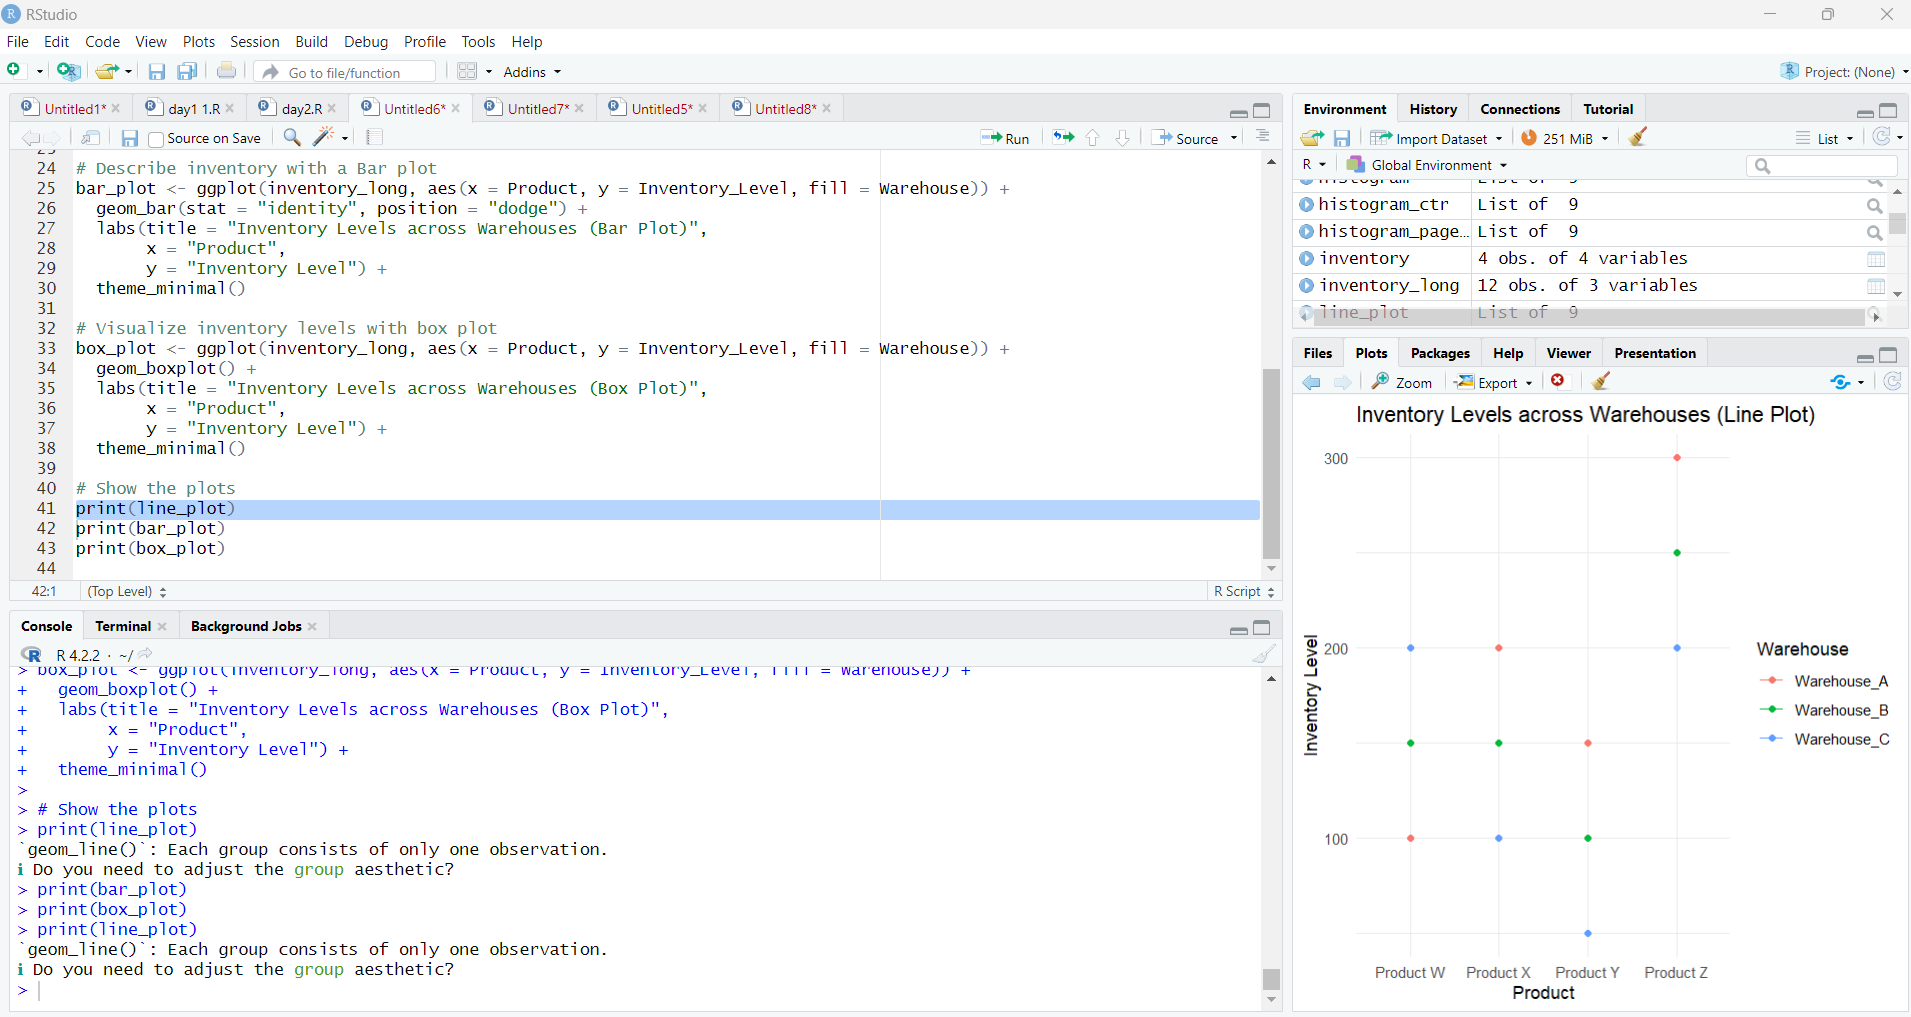 RStudio
File Edit Code View Plots Session Build Debug Profile Tools Help
Go to file/function Addins Project: (None)
Untitled1* day1 1.R day2.R Untitled6* Untitled7* Untitled5* Untitled8*
Source on Save Run Source
24 # Describe inventory with a Bar plot
25 bar_plot <- ggplot(inventory_long, aes(x = Product, y = Inventory_Level, fill = Warehouse)) +
26 geom_bar(stat = "identity", position = "dodge") +
27 labs(title = "Inventory Levels across Warehouses (Bar Plot)",
28 x = "Product",
29 y = "Inventory Level") +
30 theme_minimal()
31
32 # Visualize inventory levels with box plot
33 box_plot <- ggplot(inventory_long, aes(x = Product, y = Inventory_Level, fill = Warehouse)) +
34 geom_boxplot() +
35 labs(title = "Inventory Levels across Warehouses (Box Plot)",
36 x = "Product",
37 y = "Inventory Level") +
38 theme_minimal()
39
40 # Show the plots
41 print(line_plot)
42 print(bar_plot)
43 print(box_plot)
44
42:1 (Top Level) R Script
Console Terminal Background Jobs
R 4.2.2 · ~/
> box_plot <- ggplot(inventory_long, aes(x = Product, y = Inventory_Level, fill = Warehouse)) +
+ geom_boxplot() +
+ labs(title = "Inventory Levels across Warehouses (Box Plot)",
+ x = "Product",
+ y = "Inventory Level") +
+ theme_minimal()
>
> # Show the plots
> print(line_plot)
`geom_line()`: Each group consists of only one observation.
i Do you need to adjust the group aesthetic?
> print(bar_plot)
> print(box_plot)
> print(line_plot)
`geom_line()`: Each group consists of only one observation.
i Do you need to adjust the group aesthetic?
>
Environment History Connections Tutorial
Import Dataset 251 MiB List
R Global Environment
histogram List of 9
histogram_ctr List of 9
histogram_page... List of 9
inventory 4 obs. of 4 variables
inventory_long 12 obs. of 3 variables
line_plot List of 9
Files Plots Packages Help Viewer Presentation
Zoom Export
Inventory Levels across Warehouses (Line Plot)
300
200
100
Inventory Level
Product W Product X Product Y Product Z
Product
Warehouse
Warehouse_A
Warehouse_B
Warehouse_C